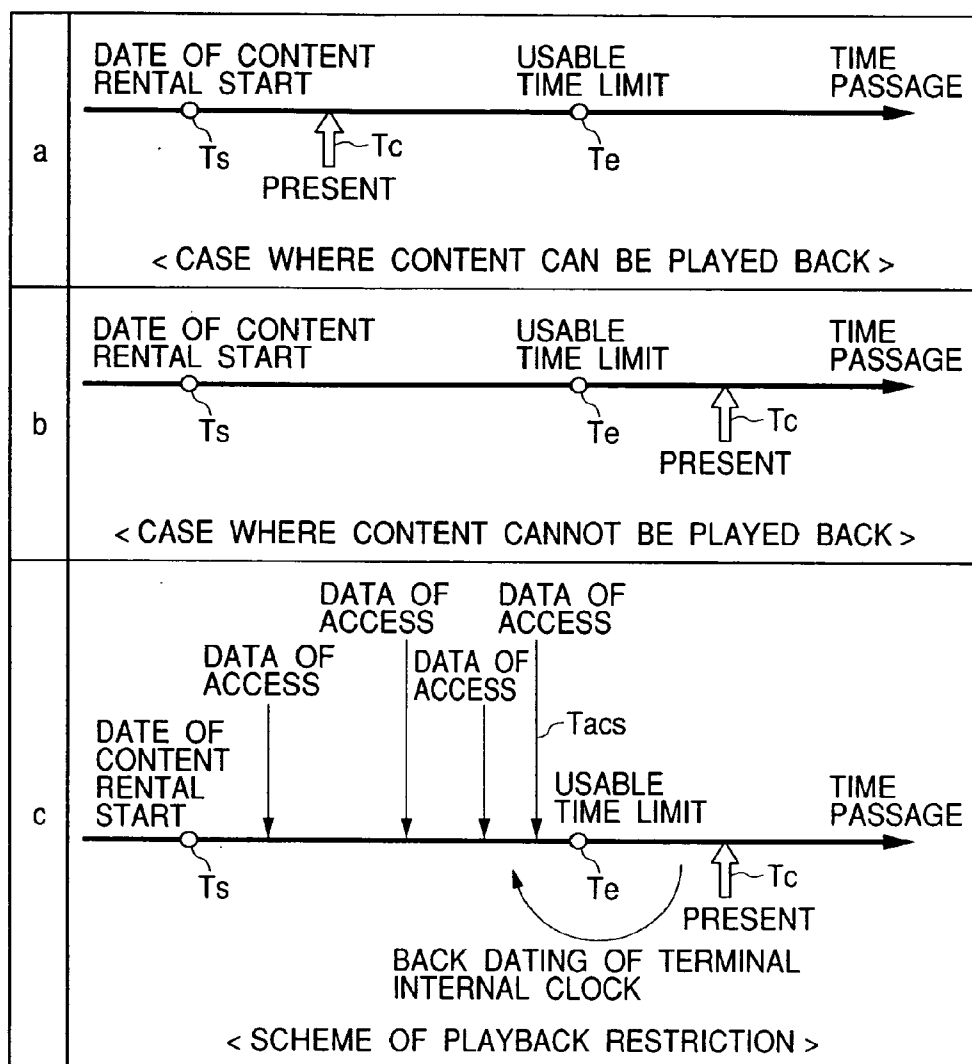 a
DATE OF CONTENT
RENTAL START
USABLE
TIME LIMIT
TIME
PASSAGE
Ts
Tc
Te
PRESENT
< CASE WHERE CONTENT CAN BE PLAYED BACK >
b
DATE OF CONTENT
RENTAL START
USABLE
TIME LIMIT
TIME
PASSAGE
Ts
Te
Tc
PRESENT
< CASE WHERE CONTENT CANNOT BE PLAYED BACK >
c
DATA OF
ACCESS
DATA OF
ACCESS
DATA OF
ACCESS
DATA OF
ACCESS
Tacs
DATE OF
CONTENT
RENTAL
START
USABLE
TIME LIMIT
TIME
PASSAGE
Ts
Te
Tc
PRESENT
BACK DATING OF TERMINAL
INTERNAL CLOCK
< SCHEME OF PLAYBACK RESTRICTION >